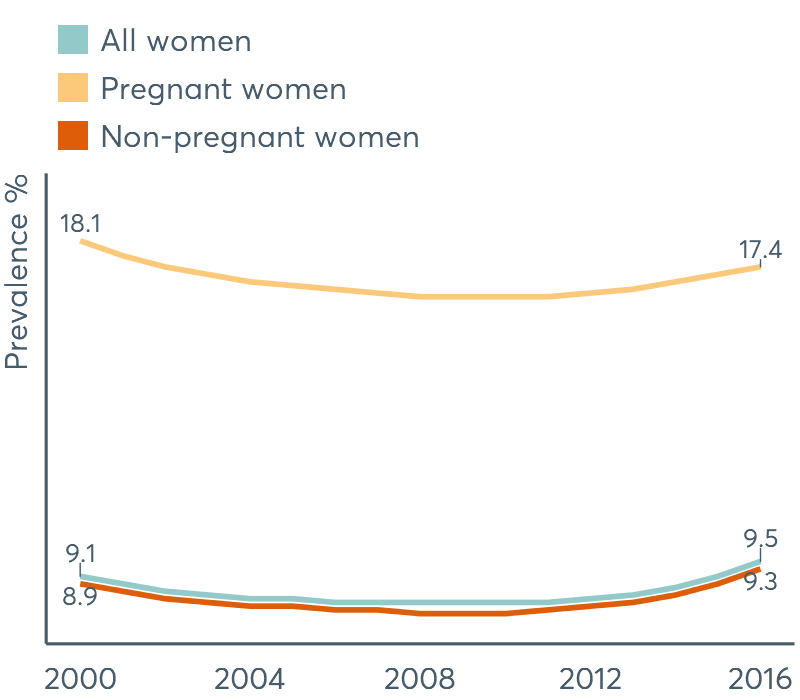 All women
Pregnant women
Non-pregnant women
Prevalence %
18.1
17.4
9.1
8.9
9.5
9.3
2000 2004 2008 2012 2016